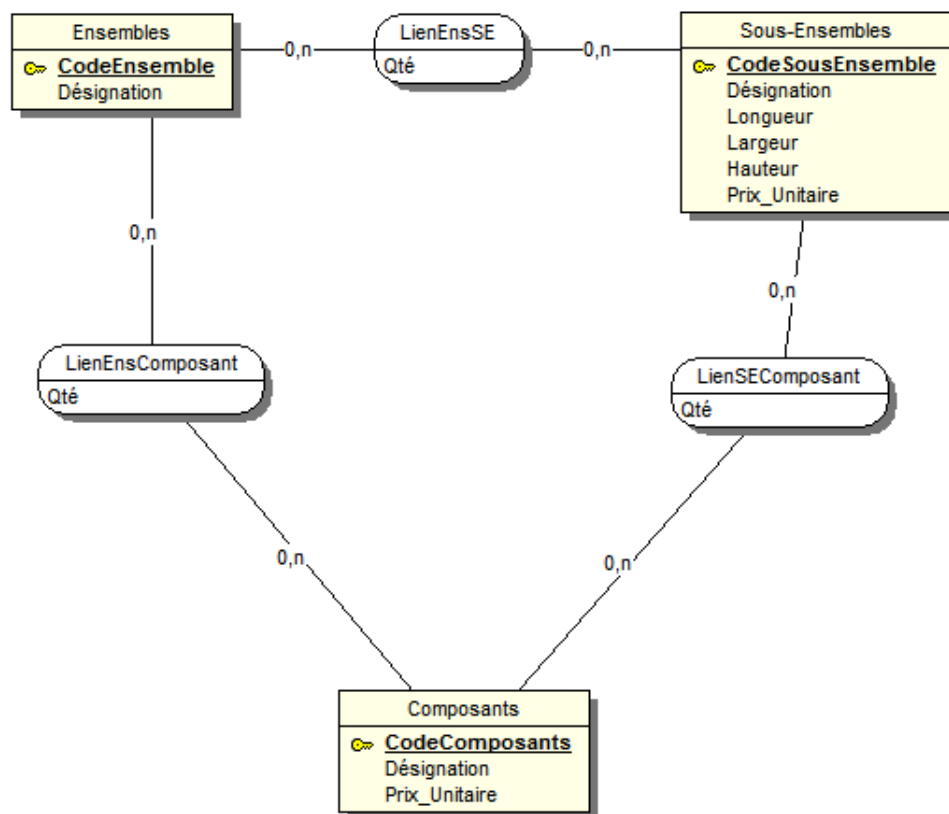 Ensembles
CodeEnsemble
Désignation
0,n
LienEnsSE
Qté
0,n
Sous-Ensembles
CodeSousEnsemble
Désignation
Longueur
Largeur
Hauteur
Prix_Unitaire
0,n
0,n
LienEnsComposant
Qté
LienSEComposant
Qté
0,n
0,n
Composants
CodeComposants
Désignation
Prix_Unitaire